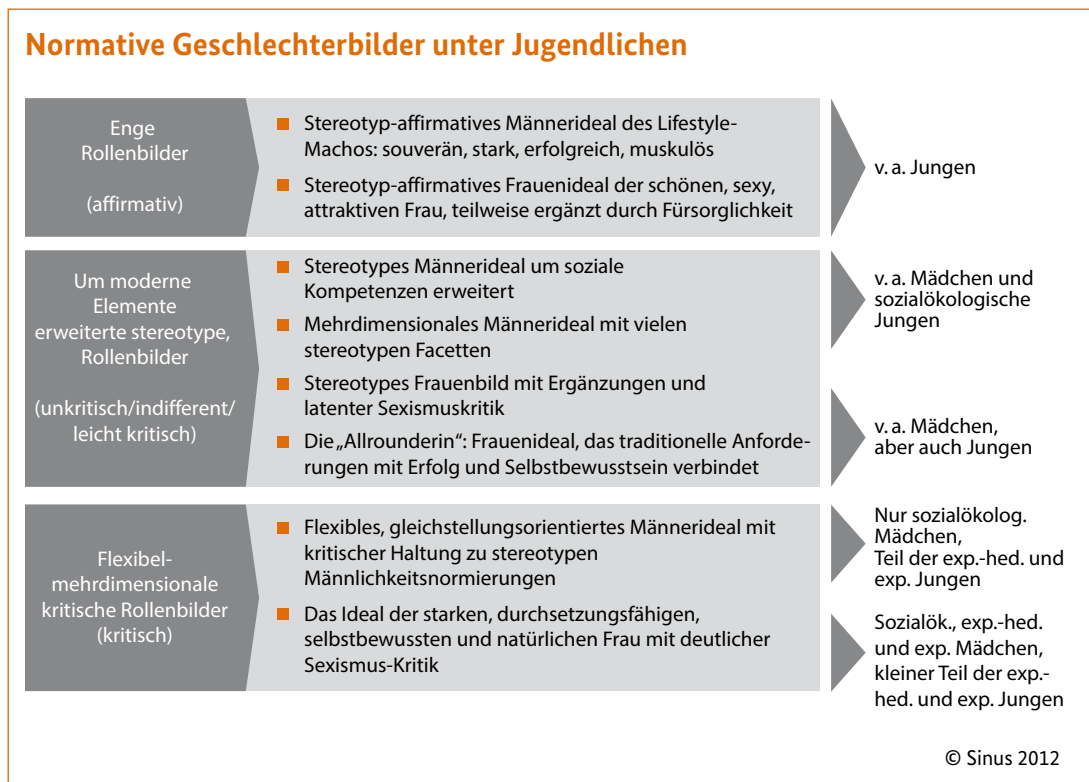 Normative Geschlechterbilder unter Jugendlichen
Enge
Rollenbilder
(affirmativ)
Stereotyp-affirmatives Männerideal des Lifestyle-
Machos: souverän, stark, erfolgreich, muskulös
Stereotyp-affirmatives Frauenideal der schönen, sexy,
attraktiven Frau, teilweise ergänzt durch Fürsorglichkeit
v. a. Jungen
Um moderne
Elemente
erweiterte stereotype,
Rollenbilder
(unkritisch/indifferent/
leicht kritisch)
Stereotypes Männerideal um soziale
Kompetenzen erweitert
Mehrdimensionales Männerideal mit vielen
stereotypen Facetten
Stereotypes Frauenbild mit Ergänzungen und
latenter Sexismuskritik
Die „Allrounderin“: Frauenideal, das traditionelle Anforde-
rungen mit Erfolg und Selbstbewusstsein verbindet
v. a. Mädchen und
sozialökologische
Jungen
v. a. Mädchen,
aber auch Jungen
Flexibel-
mehrdimensionale
kritische Rollenbilder
(kritisch)
Flexibles, gleichstellungsorientiertes Männerideal mit
kritischer Haltung zu stereotypen
Männlichkeitsnormierungen
Das Ideal der starken, durchsetzungsfähigen,
selbstbewussten und natürlichen Frau mit deutlicher
Sexismus-Kritik
Nur sozialökolog.
Mädchen,
Teil der exp.-hed. und
exp. Jungen
Sozialök., exp.-hed.
und exp. Mädchen,
kleiner Teil der exp.-
hed. und exp. Jungen
© Sinus 2012